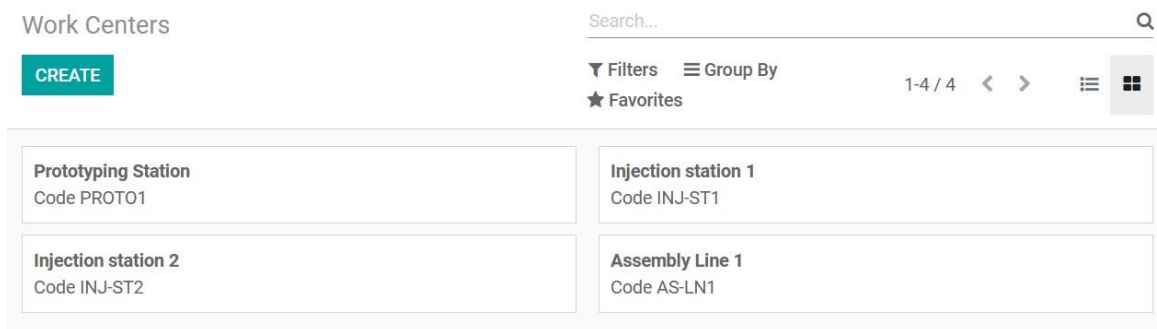 Work Centers
Search...
CREATE
Filters Group By
1-4 / 4
Favorites
Prototyping Station
Code PROTO1
Injection station 1
Code INJ-ST1
Injection station 2
Code INJ-ST2
Assembly Line 1
Code AS-LN1